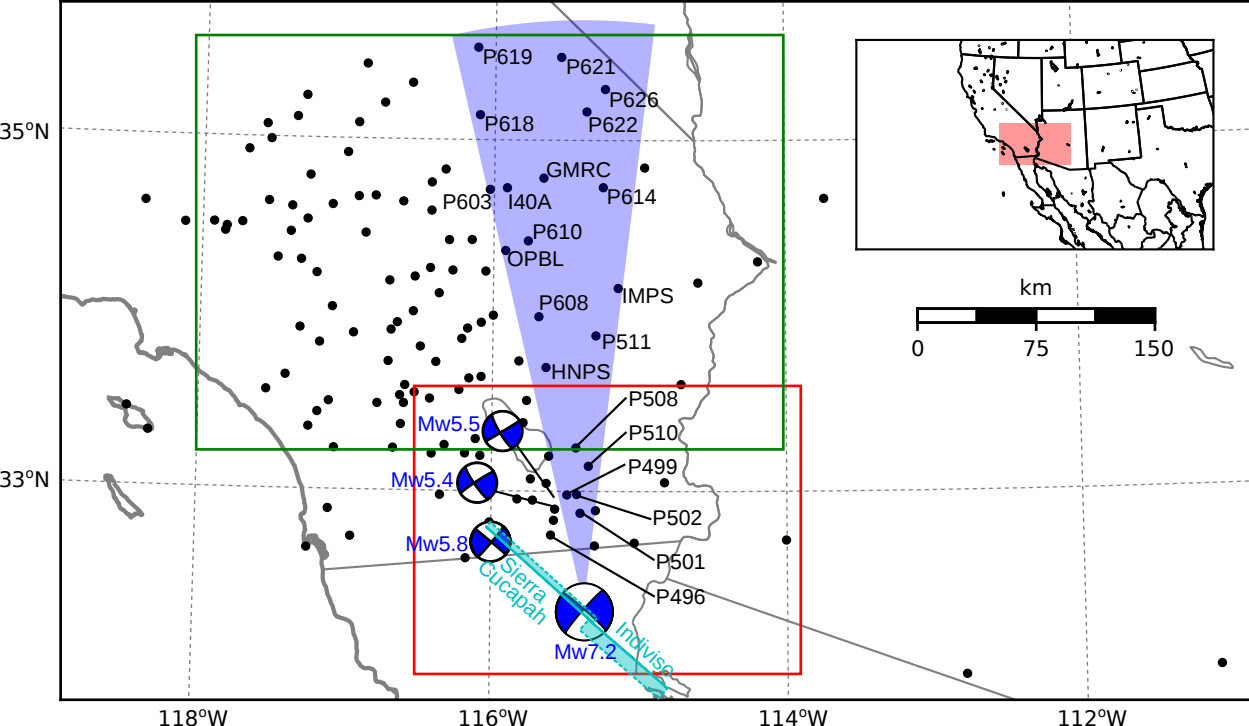 P619
P621
P626
P618
P622
35°N
GMRC
P603
I40A
P614
P610
OPBL
IMPS
km
P608
P511
0
75
150
HNPS
P508
Mw5.5
P510
P499
33°N
Mw5.4
P502
Mw5.8
P501
Sierra
Cucapah
P496
Indiviso
Mw7.2
118°W
116°W
114°W
112°W